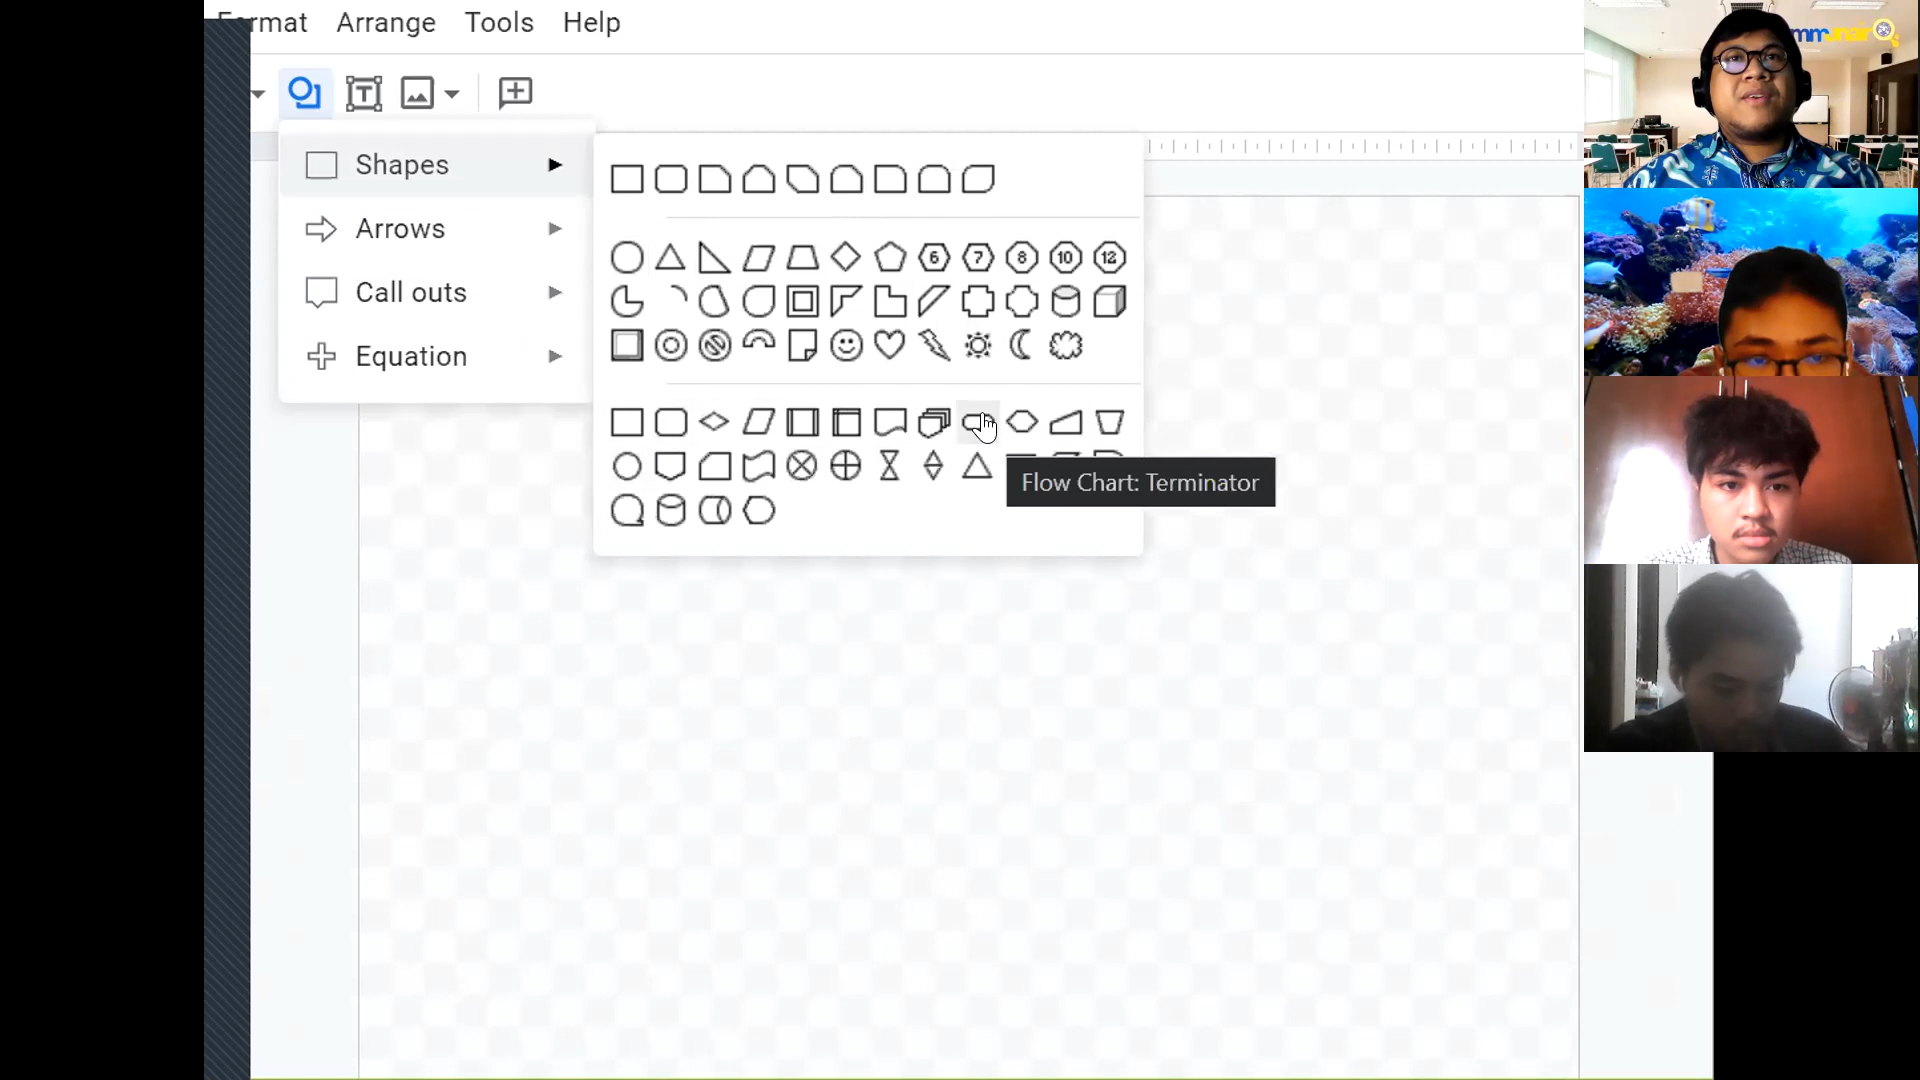 Format Arrange Tools Help
Shapes
Arrows
Call outs
Equation
6 7 8 10 12
Flow Chart: Terminator